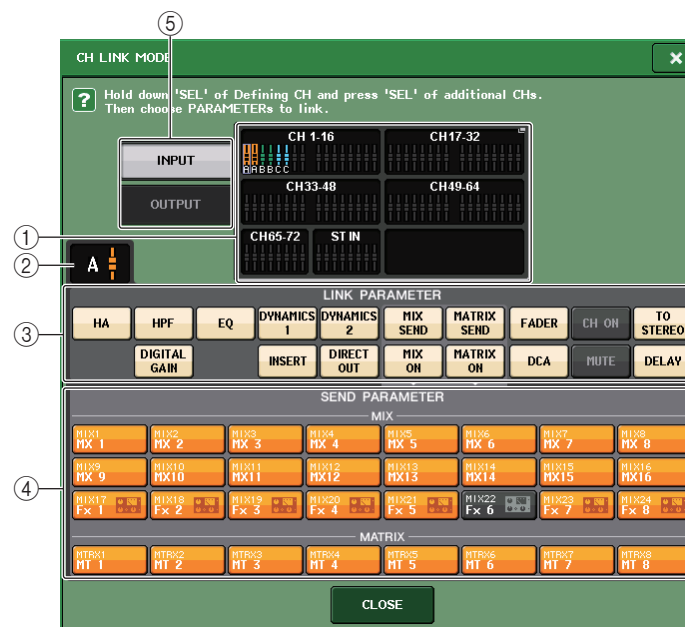 ⑤
CH LINK MODE
? Hold down 'SEL' of Defining CH and press 'SEL' of additional CHs.
Then choose PARAMETERs to link.
INPUT
OUTPUT
CH 1-16
AABBCC
CH17-32
CH33-48
CH49-64
CH65-72
ST IN
①
②
A
③
LINK PARAMETER
HA
HPF
EQ
DYNAMICS
1
DYNAMICS
2
MIX
SEND
MATRIX
SEND
FADER
CH ON
TO
STEREO
DIGITAL
GAIN
INSERT
DIRECT
OUT
MIX
ON
MATRIX
ON
DCA
MUTE
DELAY
④
SEND PARAMETER
MIX
MIX1
MX 1
MIX2
MX 2
MIX3
MX 3
MIX4
MX 4
MIX5
MX 5
MIX6
MX 6
MIX7
MX 7
MIX8
MX 8
MIX9
MX 9
MIX10
MX10
MIX11
MX11
MIX12
MX12
MIX13
MX13
MIX14
MX14
MIX15
MX15
MIX16
MX16
MIX17
Fx 1
MIX18
Fx 2
MIX19
Fx 3
MIX20
Fx 4
MIX21
Fx 5
MIX22
Fx 6
MIX23
Fx 7
MIX24
Fx 8
MATRIX
MTRX1
MT 1
MTRX2
MT 2
MTRX3
MT 3
MTRX4
MT 4
MTRX5
MT 5
MTRX6
MT 6
MTRX7
MT 7
MTRX8
MT 8
CLOSE